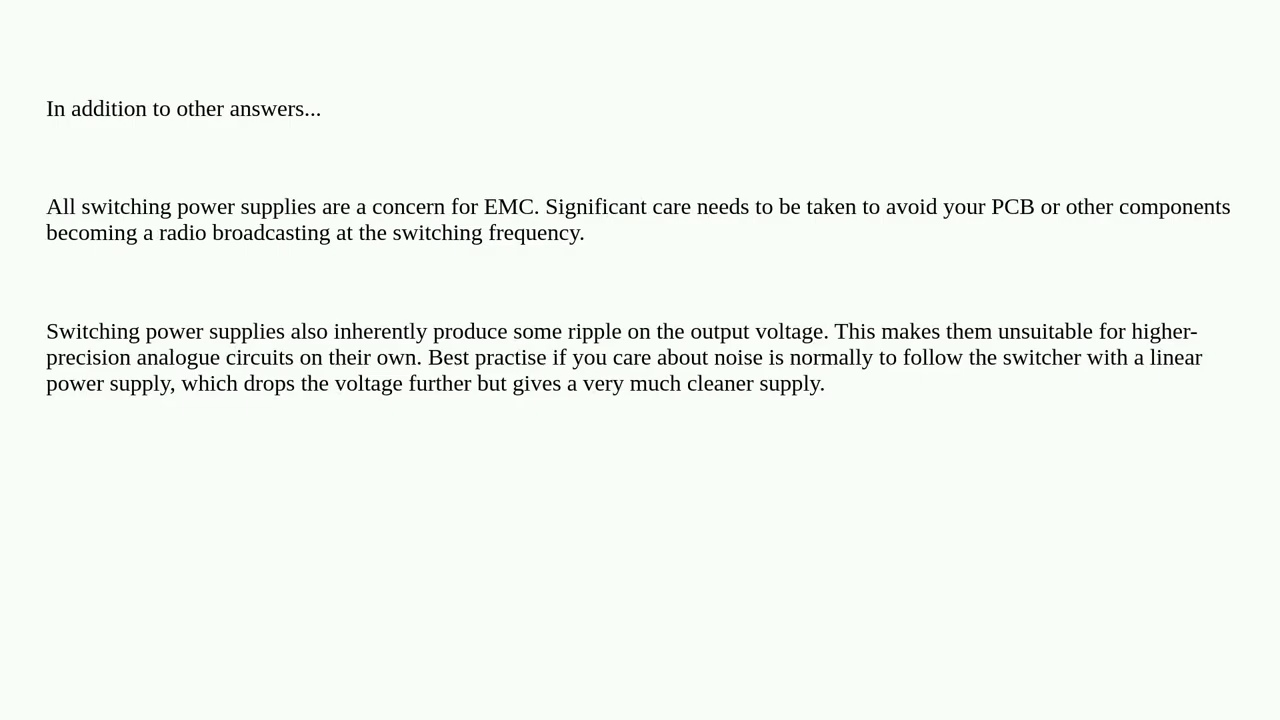 In addition to other answers...
All switching power supplies are a concern for EMC. Significant care needs to be taken to avoid your PCB or other components
becoming a radio broadcasting at the switching frequency.
Switching power supplies also inherently produce some ripple on the output voltage. This makes them unsuitable for higher-
precision analogue circuits on their own. Best practise if you care about noise is normally to follow the switcher with a linear
power supply, which drops the voltage further but gives a very much cleaner supply.